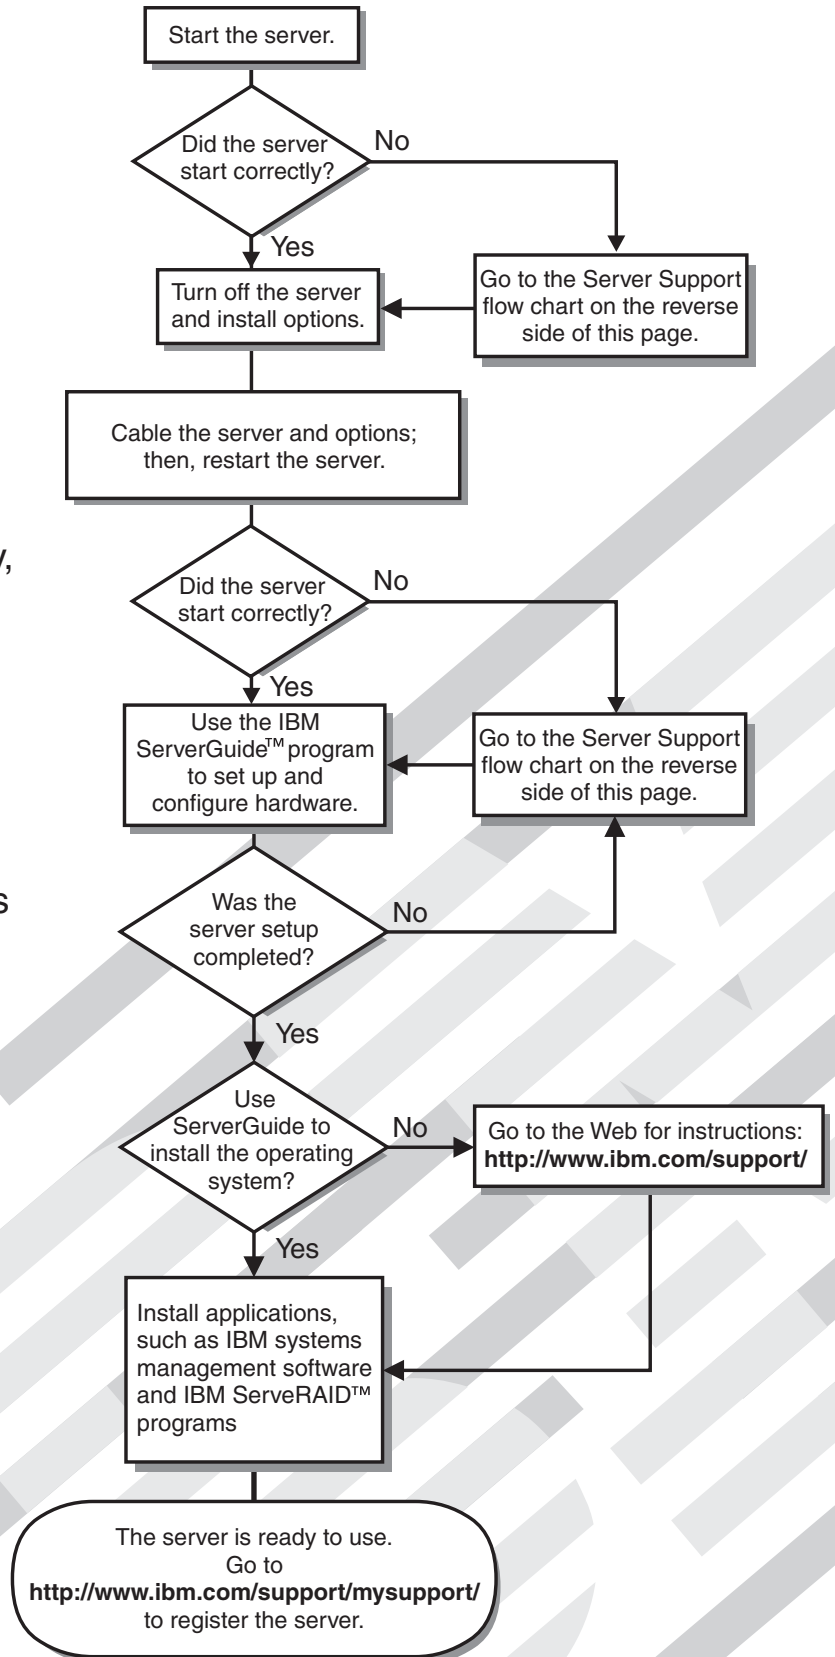 Start the server.
Did the server
start correctly?
No
Yes
Turn off the server
and install options.
Go to the Server Support
flow chart on the reverse
side of this page.
Cable the server and options;
then, restart the server.
y,
Did the server
start correctly?
No
Yes
Use the IBM
ServerGuide™ program
to set up and
configure hardware.
Go to the Server Support
flow chart on the reverse
side of this page.
s
Was the
server setup
completed?
No
Yes
Use
ServerGuide to
install the operating
system?
No
Go to the Web for instructions:
http://www.ibm.com/support/
Yes
Install applications,
such as IBM systems
management software
and IBM ServeRAID™
programs
The server is ready to use.
Go to
http://www.ibm.com/support/mysupport/
to register the server.